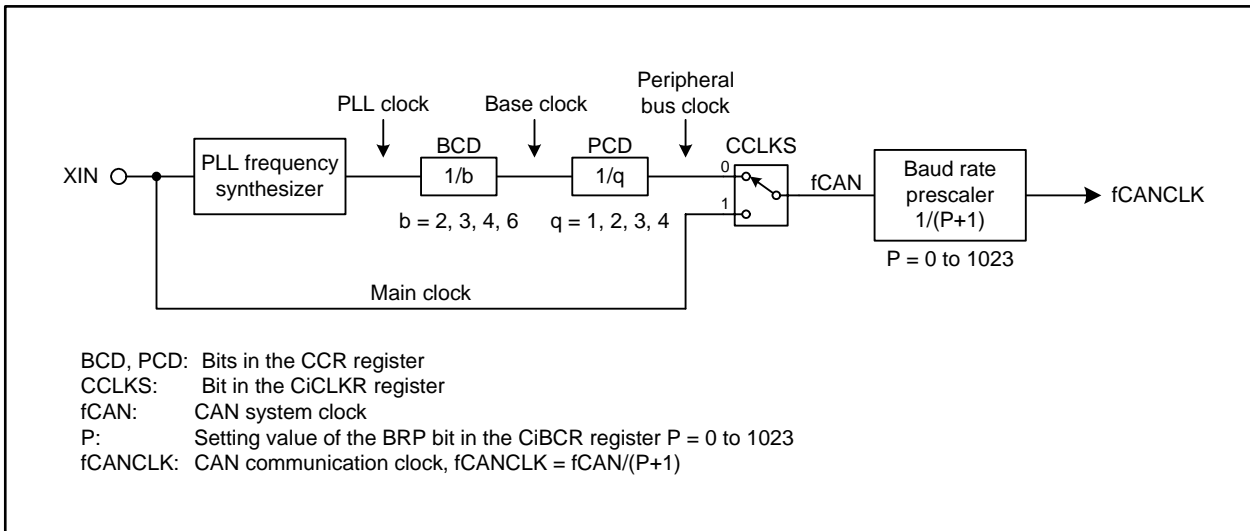 Peripheral
bus clock
PLL clock
Base clock
BCD
PCD
CCLKS
XIN
PLL frequency
synthesizer
1/b
1/q
0
1
fCAN
Baud rate
prescaler
1/(P+1)
fCANCLK
b = 2, 3, 4, 6
q = 1, 2, 3, 4
P = 0 to 1023
Main clock
BCD, PCD: Bits in the CCR register
CCLKS: Bit in the CiCLKR register
fCAN: CAN system clock
P: Setting value of the BRP bit in the CiBCR register P = 0 to 1023
fCANCLK: CAN communication clock, fCANCLK = fCAN/(P+1)